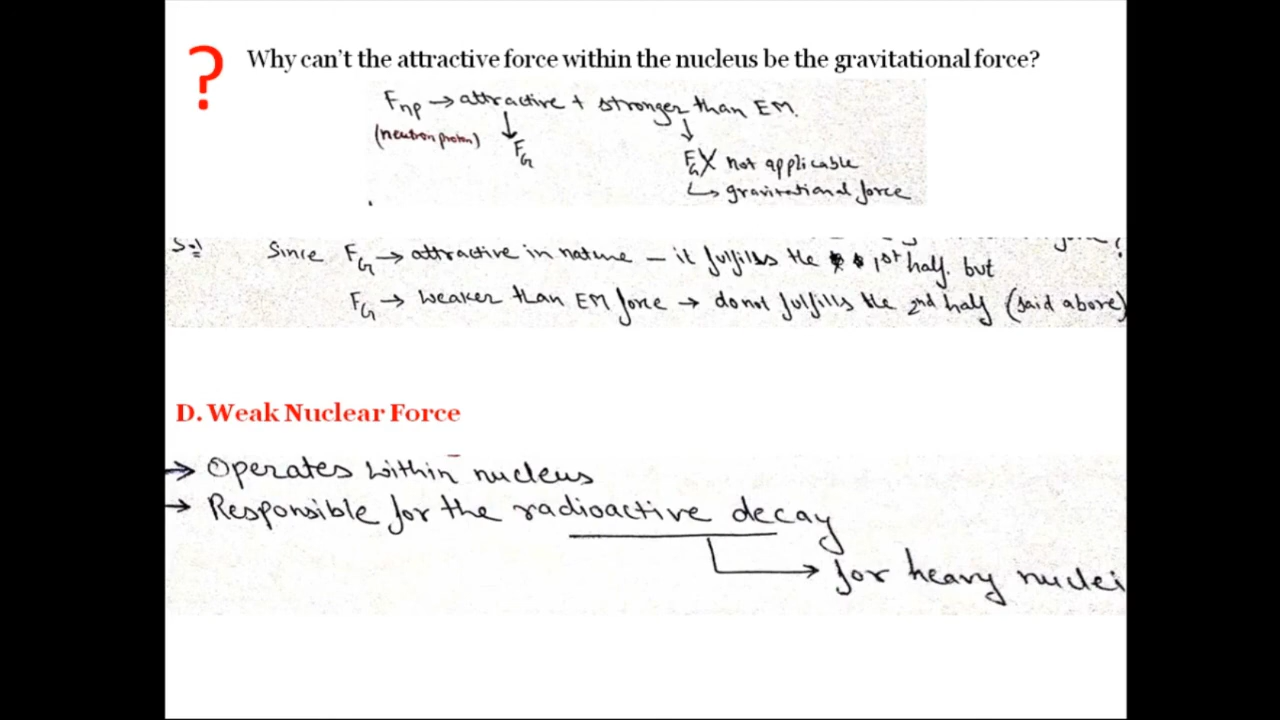 ?
Why can't the attractive force within the nucleus be the gravitational force?
Fnp → attractive + stronger than EM.
(neutron proton)
FG
FG X not applicable
↳ gravitational force
Sol
Since FG → attractive in nature – it fulfills the 1st half. but
FG → weaker than EM force → do not fulfills the 2nd half (said above)
D. Weak Nuclear Force
→ Operates within nucleus
→ Responsible for the radioactive decay
→ for heavy nuclei